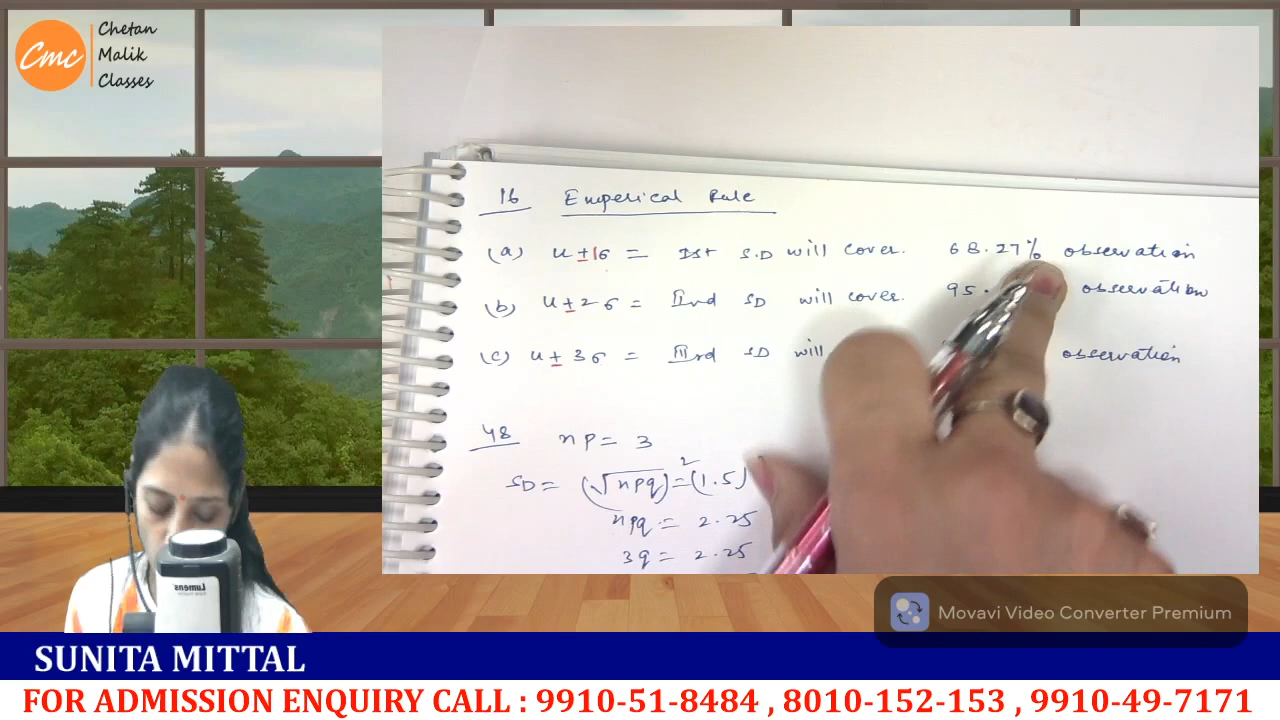 Chetan
Malik
Classes
Cmc
16 Emperical Rule
(a) u±1σ = Ist S.D will cover. 68.27% observation
(b) u±2σ = IInd SD will cover. 95. observation
(c) u±3σ = IIIrd SD will observation
48 np = 3
SD = (√npq)² = (1.5)
npq = 2.25
3q = 2.25
Lumens
Movavi Video Converter Premium
SUNITA MITTAL
FOR ADMISSION ENQUIRY CALL : 9910-51-8484 , 8010-152-153 , 9910-49-7171